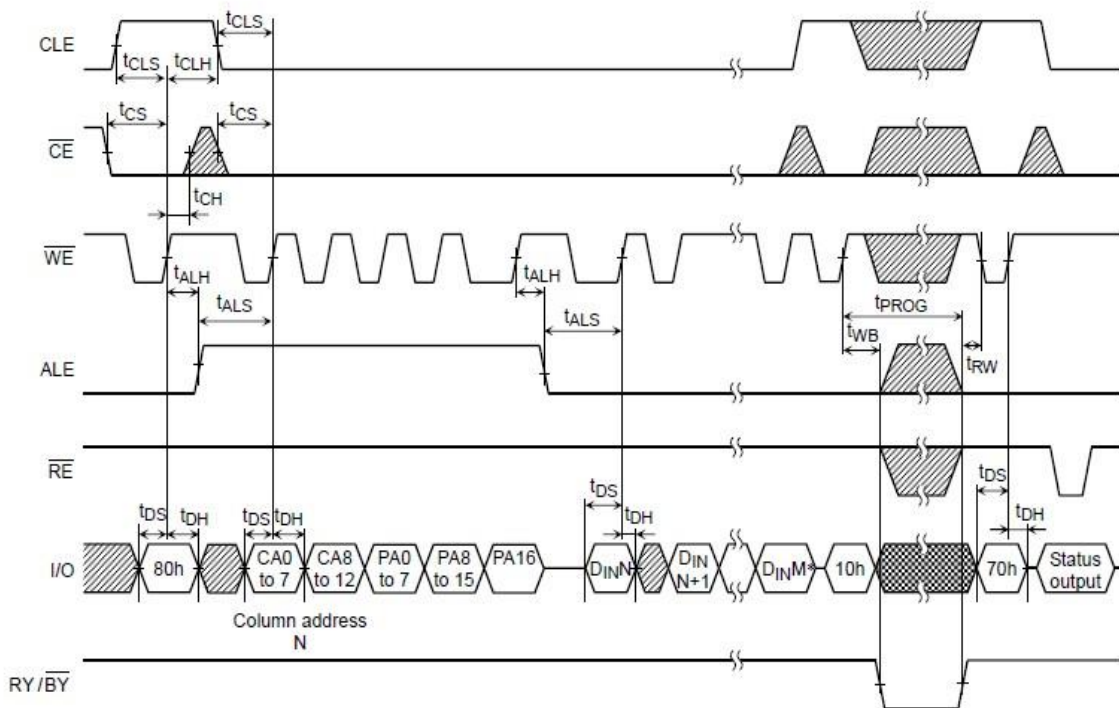 tCLS
CLE
tCLS tCLH
tCS tCS
CE
tCH
WE
tALH tALH
tALS tALS tPROG
tWB
ALE tRW
RE
tDS tDS
tDS tDH tDS tDH tDH tDH
I/O 80h CA0 to 7 CA8 to 12 PA0 to 7 PA8 to 15 PA16 DINN DIN N+1 DINM* 10h 70h Status output
Column address
N
RY/BY